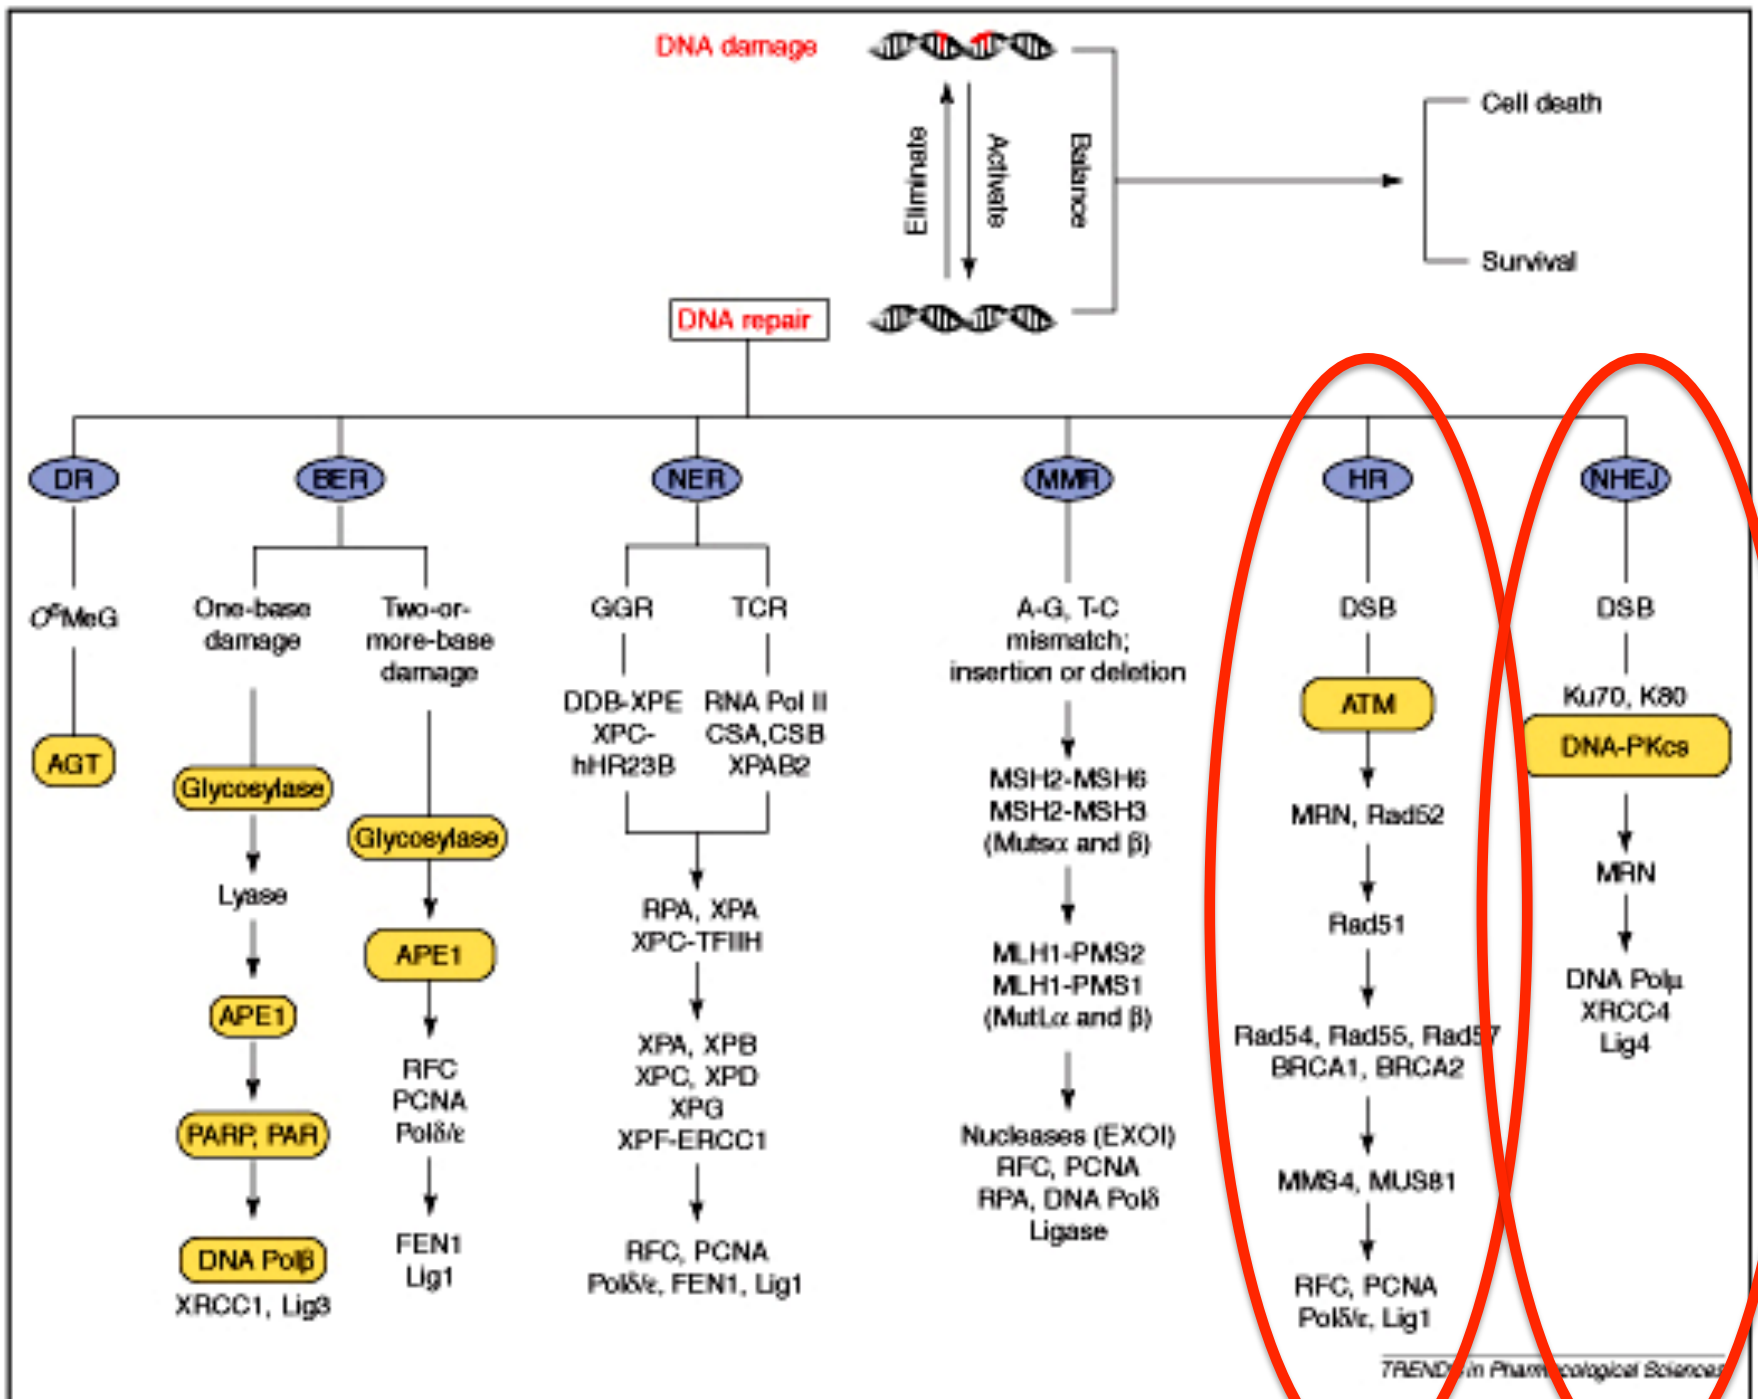 DNA damage
Eliminate
Activate
Balance
Cell death
Survival
DNA repair
DR
O⁶MeG
AGT
BER
One-base
damage
Glycosylase
Lyase
APE1
PARP, PAR
DNA Polβ
XRCC1, Lig3
Two-or-
more-base
damage
Glycosylase
APE1
RFC
PCNA
Polδ/ε
FEN1
Lig1
NER
GGR
DDB-XPE
XPC-
hHR23B
TCR
RNA Pol II
CSA,CSB
XPAB2
RPA, XPA
XPC-TFIIH
XPA, XPB
XPC, XPD
XPG
XPF-ERCC1
RFC, PCNA
Polδ/ε, FEN1, Lig1
MMR
A-G, T-C
mismatch;
insertion or deletion
MSH2-MSH6
MSH2-MSH3
(Mutsα and β)
MLH1-PMS2
MLH1-PMS1
(MutLα and β)
Nucleases (EXOI)
RFC, PCNA
RPA, DNA Polδ
Ligase
HR
DSB
ATM
MRN, Rad52
Rad51
Rad54, Rad55, Rad57
BRCA1, BRCA2
MMS4, MUS81
RFC, PCNA
Polδ/ε, Lig1
NHEJ
DSB
Ku70, K80
DNA-PKcs
MRN
DNA Polμ
XRCC4
Lig4
TRENDS in Pharmacological Sciences